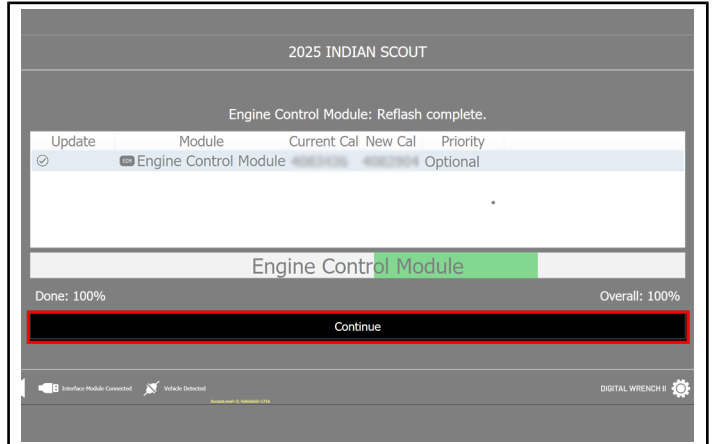 2025 INDIAN SCOUT
Engine Control Module: Reflash complete.
Update Module Current Cal New Cal Priority
ECM Engine Control Module Optional
Engine Control Module
Done: 100% Overall: 100%
Continue
Interface Module Connected Vehicle Detected DIGITAL WRENCH II